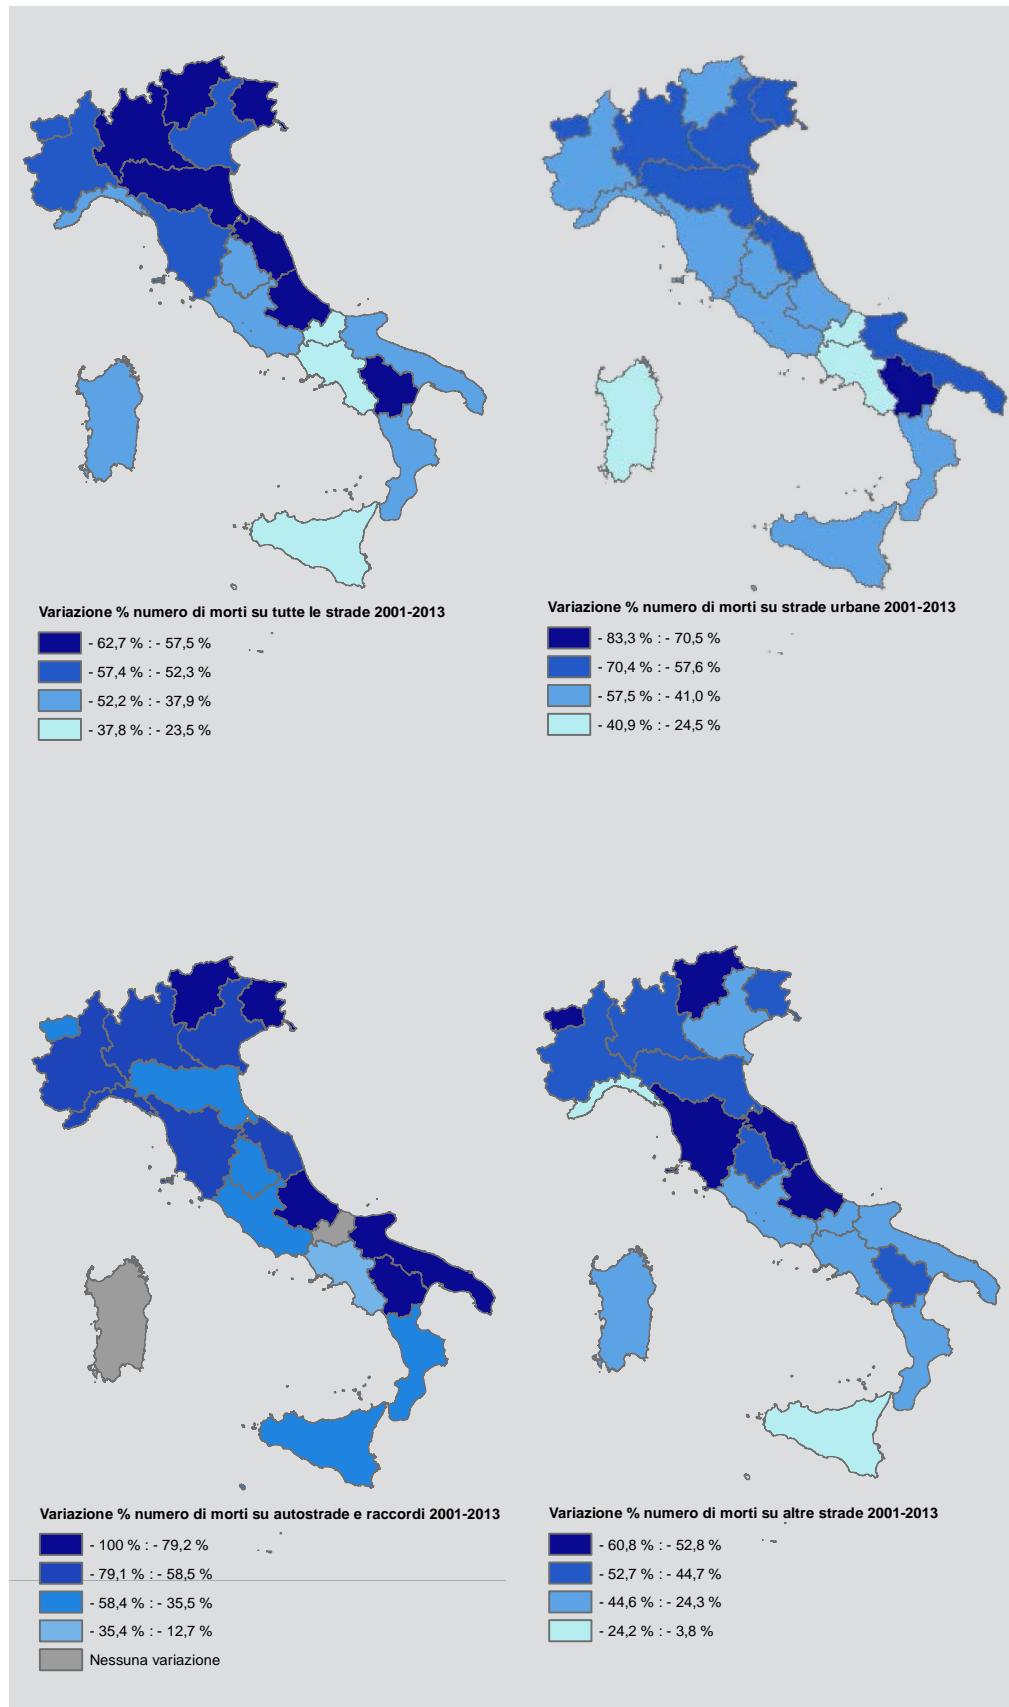 Variazione % numero di morti su tutte le strade 2001-2013
- 62,7 % : - 57,5 %
- 57,4 % : - 52,3 %
- 52,2 % : - 37,9 %
- 37,8 % : - 23,5 %
Variazione % numero di morti su strade urbane 2001-2013
- 83,3 % : - 70,5 %
- 70,4 % : - 57,6 %
- 57,5 % : - 41,0 %
- 40,9 % : - 24,5 %
Variazione % numero di morti su autostrade e raccordi 2001-2013
- 100 % : - 79,2 %
- 79,1 % : - 58,5 %
- 58,4 % : - 35,5 %
- 35,4 % : - 12,7 %
Nessuna variazione
Variazione % numero di morti su altre strade 2001-2013
- 60,8 % : - 52,8 %
- 52,7 % : - 44,7 %
- 44,6 % : - 24,3 %
- 24,2 % : - 3,8 %